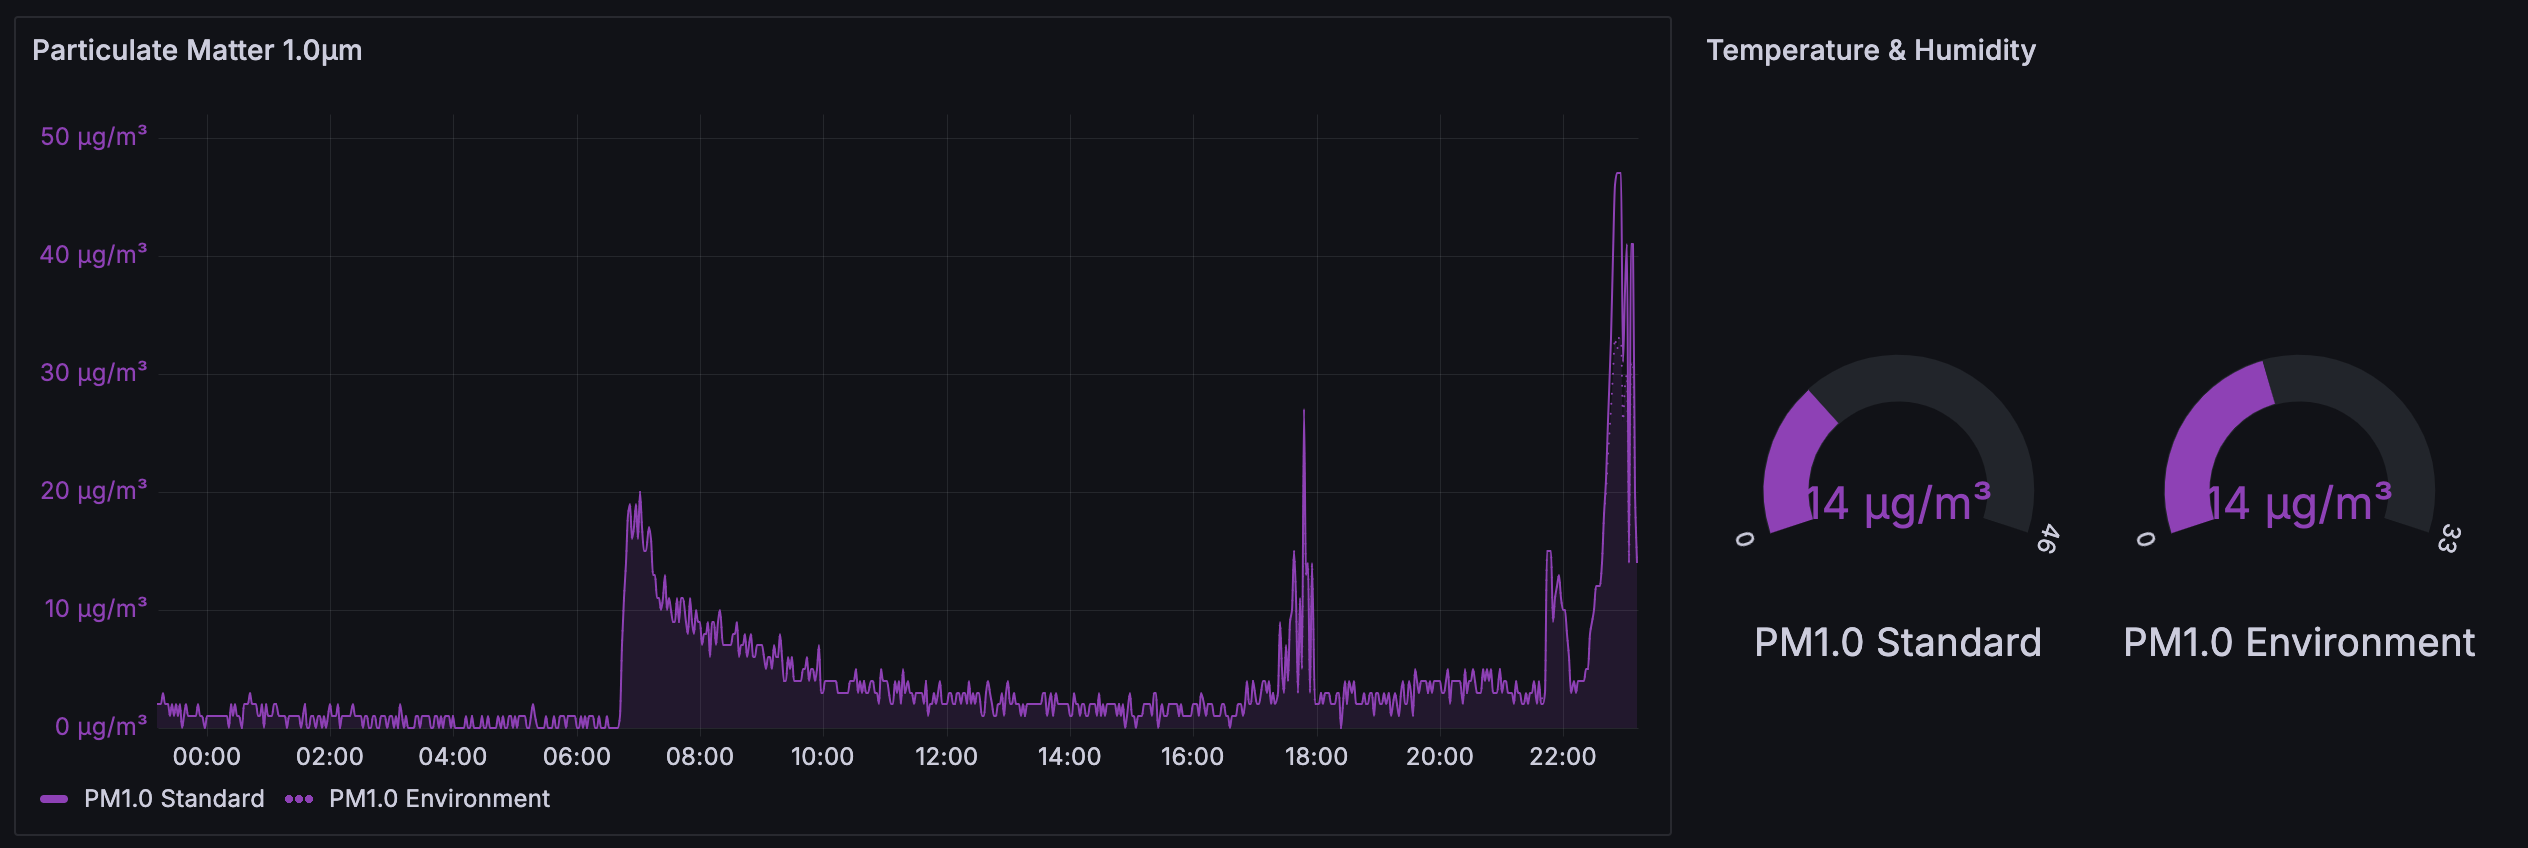 Particulate Matter 1.0µm
50 µg/m³
40 µg/m³
30 µg/m³
20 µg/m³
10 µg/m³
0 µg/m³
00:00 02:00 04:00 06:00 08:00 10:00 12:00 14:00 16:00 18:00 20:00 22:00
PM1.0 Standard PM1.0 Environment
Temperature & Humidity
14 µg/m³
0 46
PM1.0 Standard
14 µg/m³
0 33
PM1.0 Environment